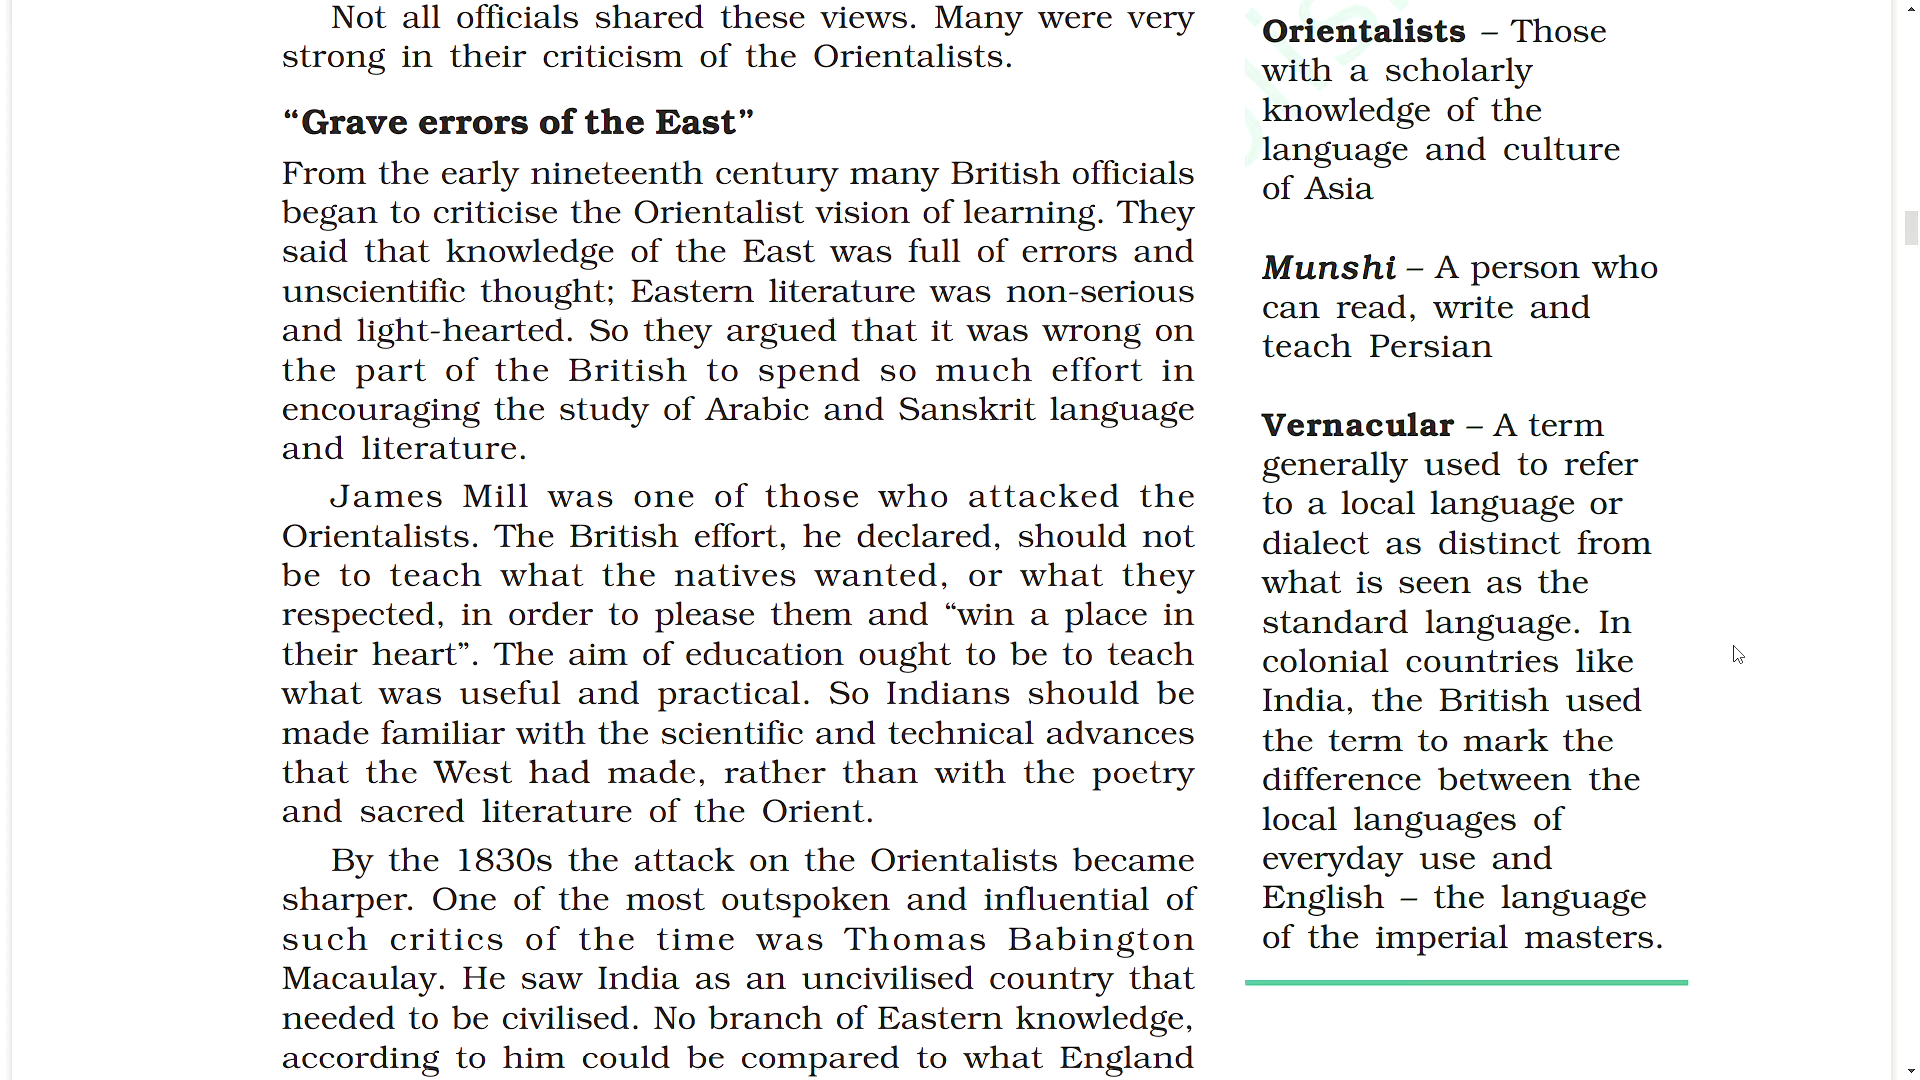 Not all officials shared these views. Many were very
strong in their criticism of the Orientalists.
“Grave errors of the East”
From the early nineteenth century many British officials
began to criticise the Orientalist vision of learning. They
said that knowledge of the East was full of errors and
unscientific thought; Eastern literature was non-serious
and light-hearted. So they argued that it was wrong on
the part of the British to spend so much effort in
encouraging the study of Arabic and Sanskrit language
and literature.
James Mill was one of those who attacked the
Orientalists. The British effort, he declared, should not
be to teach what the natives wanted, or what they
respected, in order to please them and “win a place in
their heart”. The aim of education ought to be to teach
what was useful and practical. So Indians should be
made familiar with the scientific and technical advances
that the West had made, rather than with the poetry
and sacred literature of the Orient.
By the 1830s the attack on the Orientalists became
sharper. One of the most outspoken and influential of
such critics of the time was Thomas Babington
Macaulay. He saw India as an uncivilised country that
needed to be civilised. No branch of Eastern knowledge,
according to him could be compared to what England
Orientalists – Those
with a scholarly
knowledge of the
language and culture
of Asia
Munshi – A person who
can read, write and
teach Persian
Vernacular – A term
generally used to refer
to a local language or
dialect as distinct from
what is seen as the
standard language. In
colonial countries like
India, the British used
the term to mark the
difference between the
local languages of
everyday use and
English – the language
of the imperial masters.